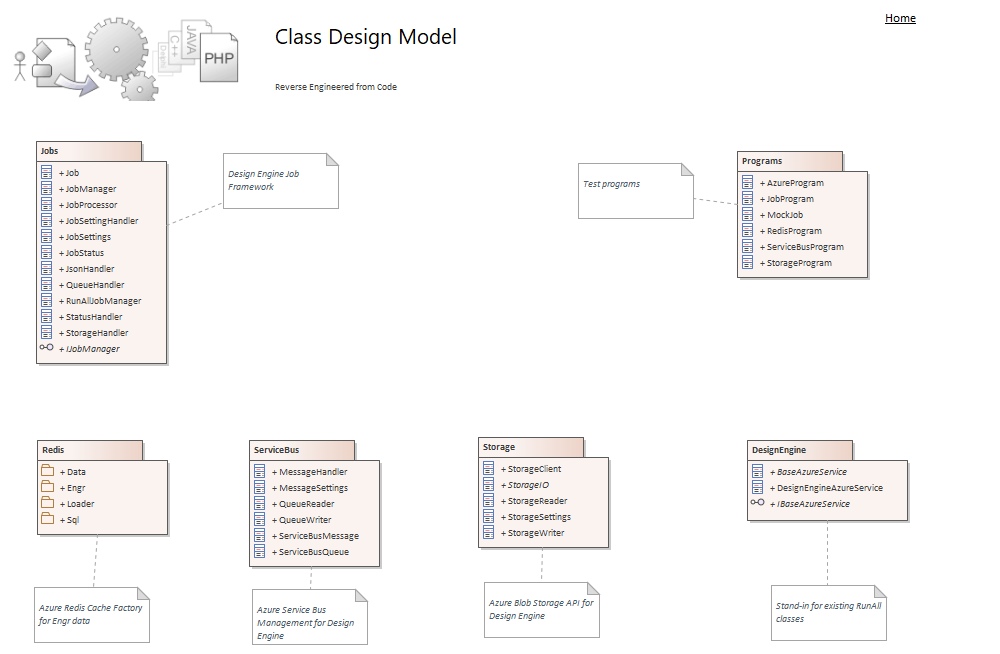 Home
Class Design Model
JAVA
C++
PHP
Reverse Engineered from Code
Jobs
+ Job
+ JobManager
+ JobProcessor
+ JobSettingHandler
+ JobSettings
+ JobStatus
+ JsonHandler
+ QueueHandler
+ RunAllJobManager
+ StatusHandler
+ StorageHandler
+ IJobManager
Design Engine Job
Framework
Test programs
Programs
+ AzureProgram
+ JobProgram
+ MockJob
+ RedisProgram
+ ServiceBusProgram
+ StorageProgram
Redis
+ Data
+ Engr
+ Loader
+ Sql
Azure Redis Cache Factory
for Engr data
ServiceBus
+ MessageHandler
+ MessageSettings
+ QueueReader
+ QueueWriter
+ ServiceBusMessage
+ ServiceBusQueue
Azure Service Bus
Management for Design
Engine
Storage
+ StorageClient
+ StorageIO
+ StorageReader
+ StorageSettings
+ StorageWriter
Azure Blob Storage API for
Design Engine
DesignEngine
+ BaseAzureService
+ DesignEngineAzureService
+ IBaseAzureService
Stand-in for existing RunAll
classes